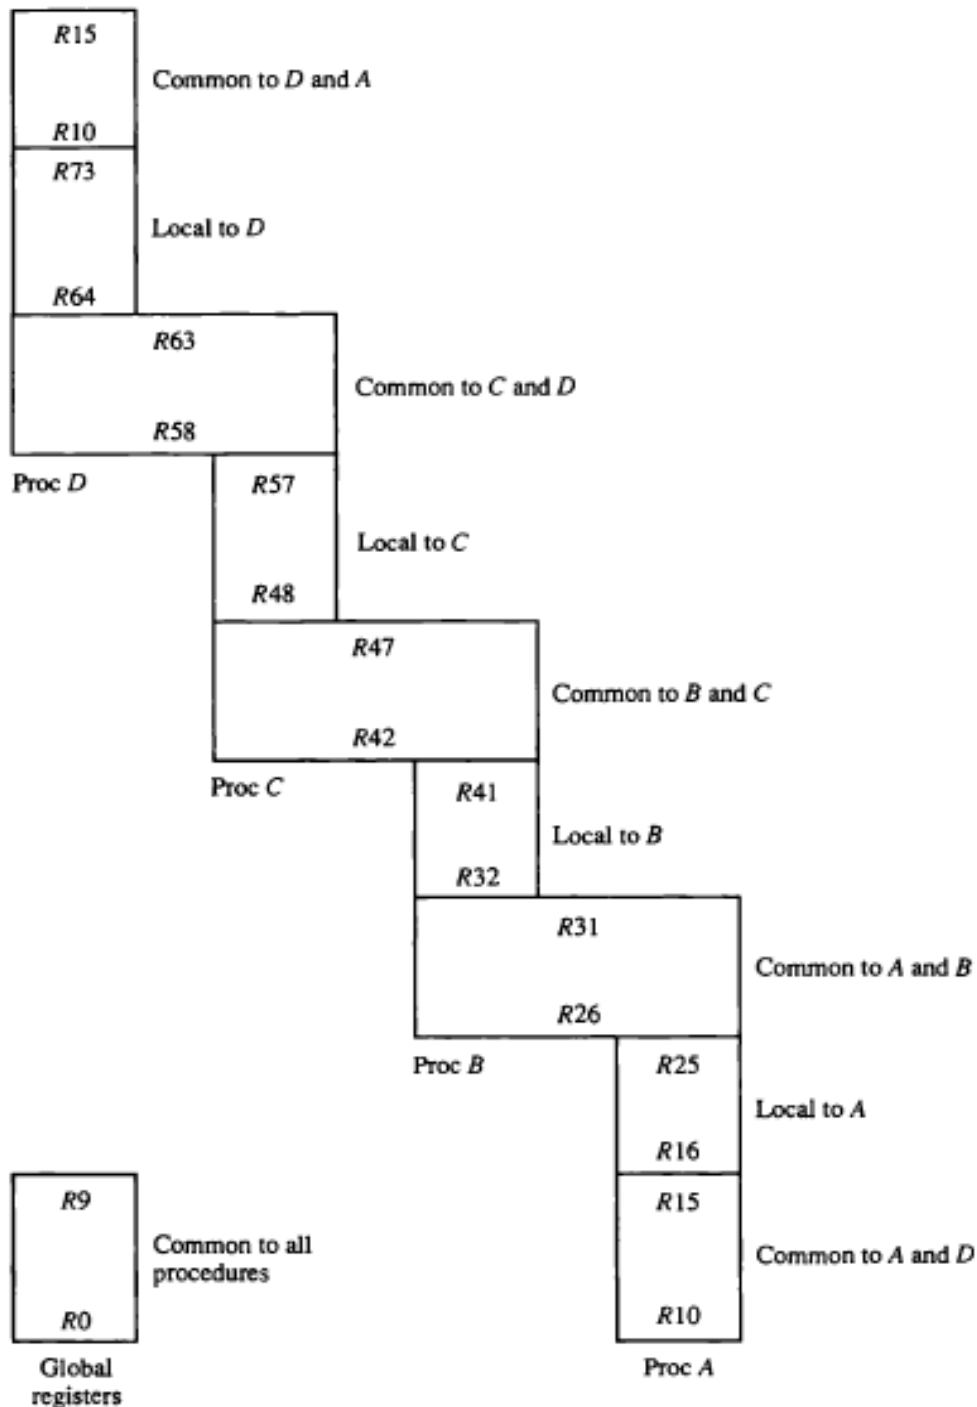 R15
Common to D and A
R10
R73
Local to D
R64
R63
Common to C and D
R58
Proc D
R57
Local to C
R48
R47
Common to B and C
R42
Proc C
R41
Local to B
R32
R31
Common to A and B
R26
Proc B
R25
Local to A
R16
R9
R15
Common to all
procedures
Common to A and D
R0
R10
Global
registers
Proc A